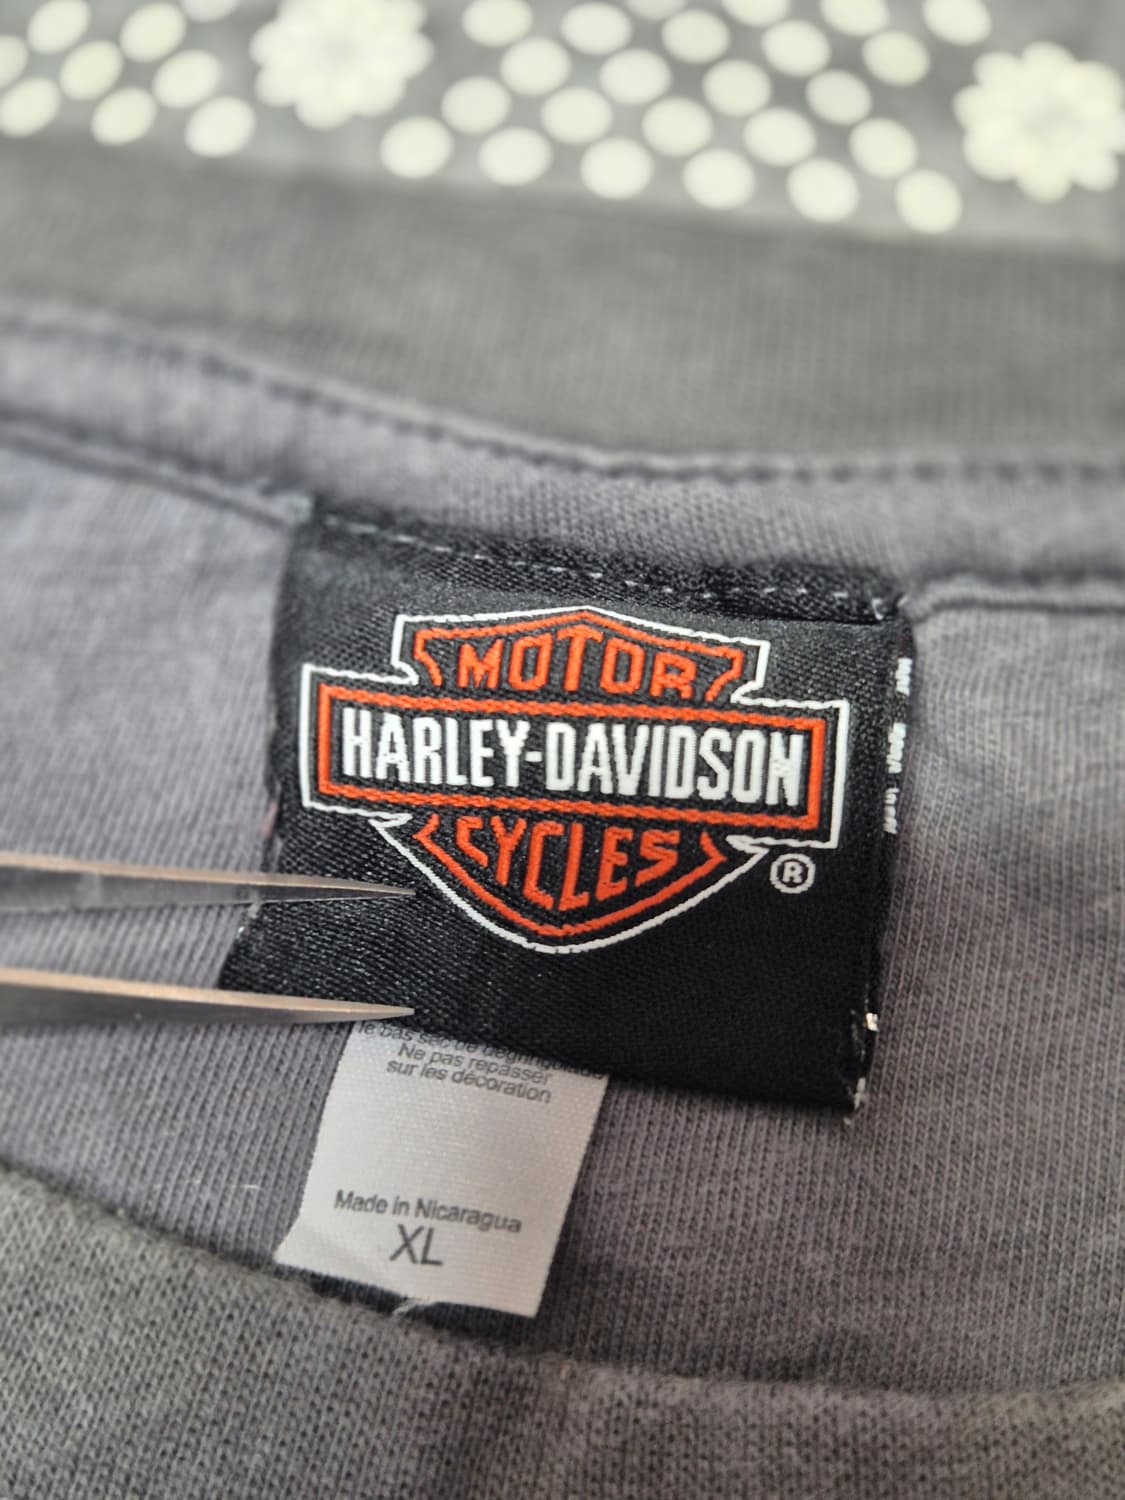 MOTOR
HARLEY-DAVIDSON
CYCLES
®
Ne pas repasser
sur les décoration
Made in Nicaragua
XL